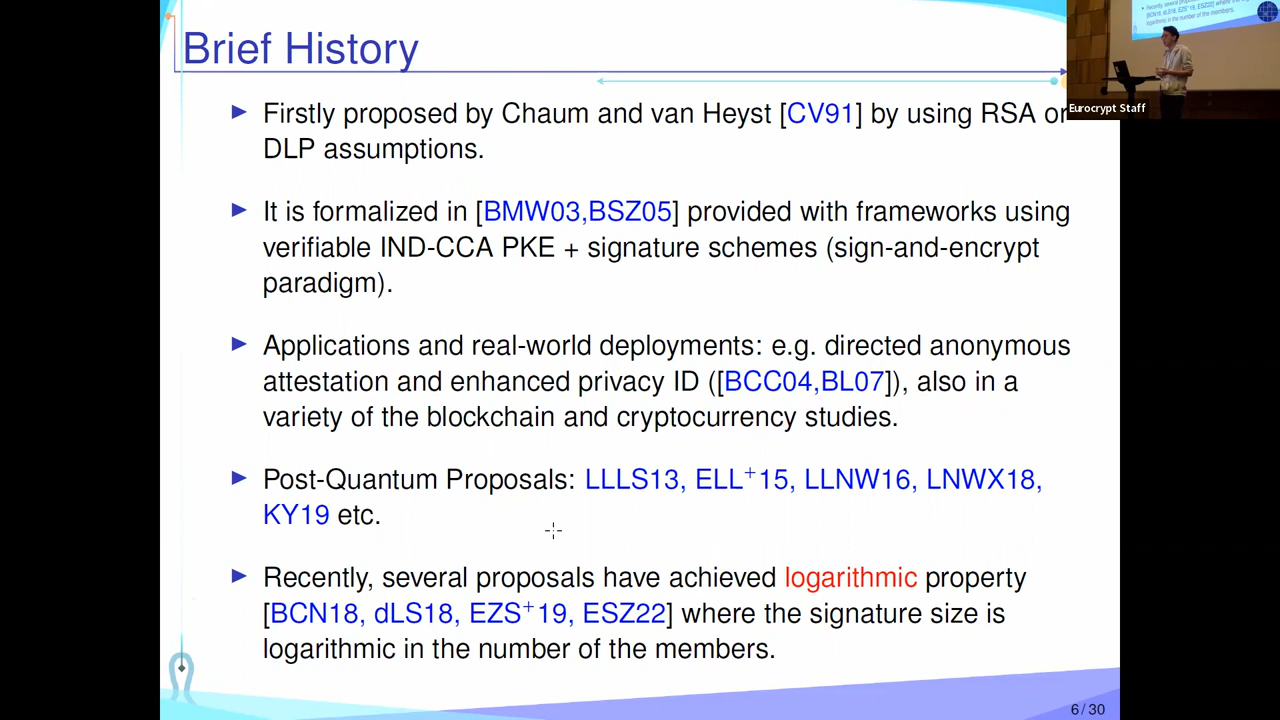 Brief History
▶ Firstly proposed by Chaum and van Heyst [CV91] by using RSA or
DLP assumptions.
▶ It is formalized in [BMW03,BSZ05] provided with frameworks using
verifiable IND-CCA PKE + signature schemes (sign-and-encrypt
paradigm).
▶ Applications and real-world deployments: e.g. directed anonymous
attestation and enhanced privacy ID ([BCC04,BL07]), also in a
variety of the blockchain and cryptocurrency studies.
▶ Post-Quantum Proposals: LLLS13, ELL+15, LLNW16, LNWX18,
KY19 etc.
▶ Recently, several proposals have achieved logarithmic property
[BCN18, dLS18, EZS+19, ESZ22] where the signature size is
logarithmic in the number of the members.
6 / 30
Eurocrypt Staff